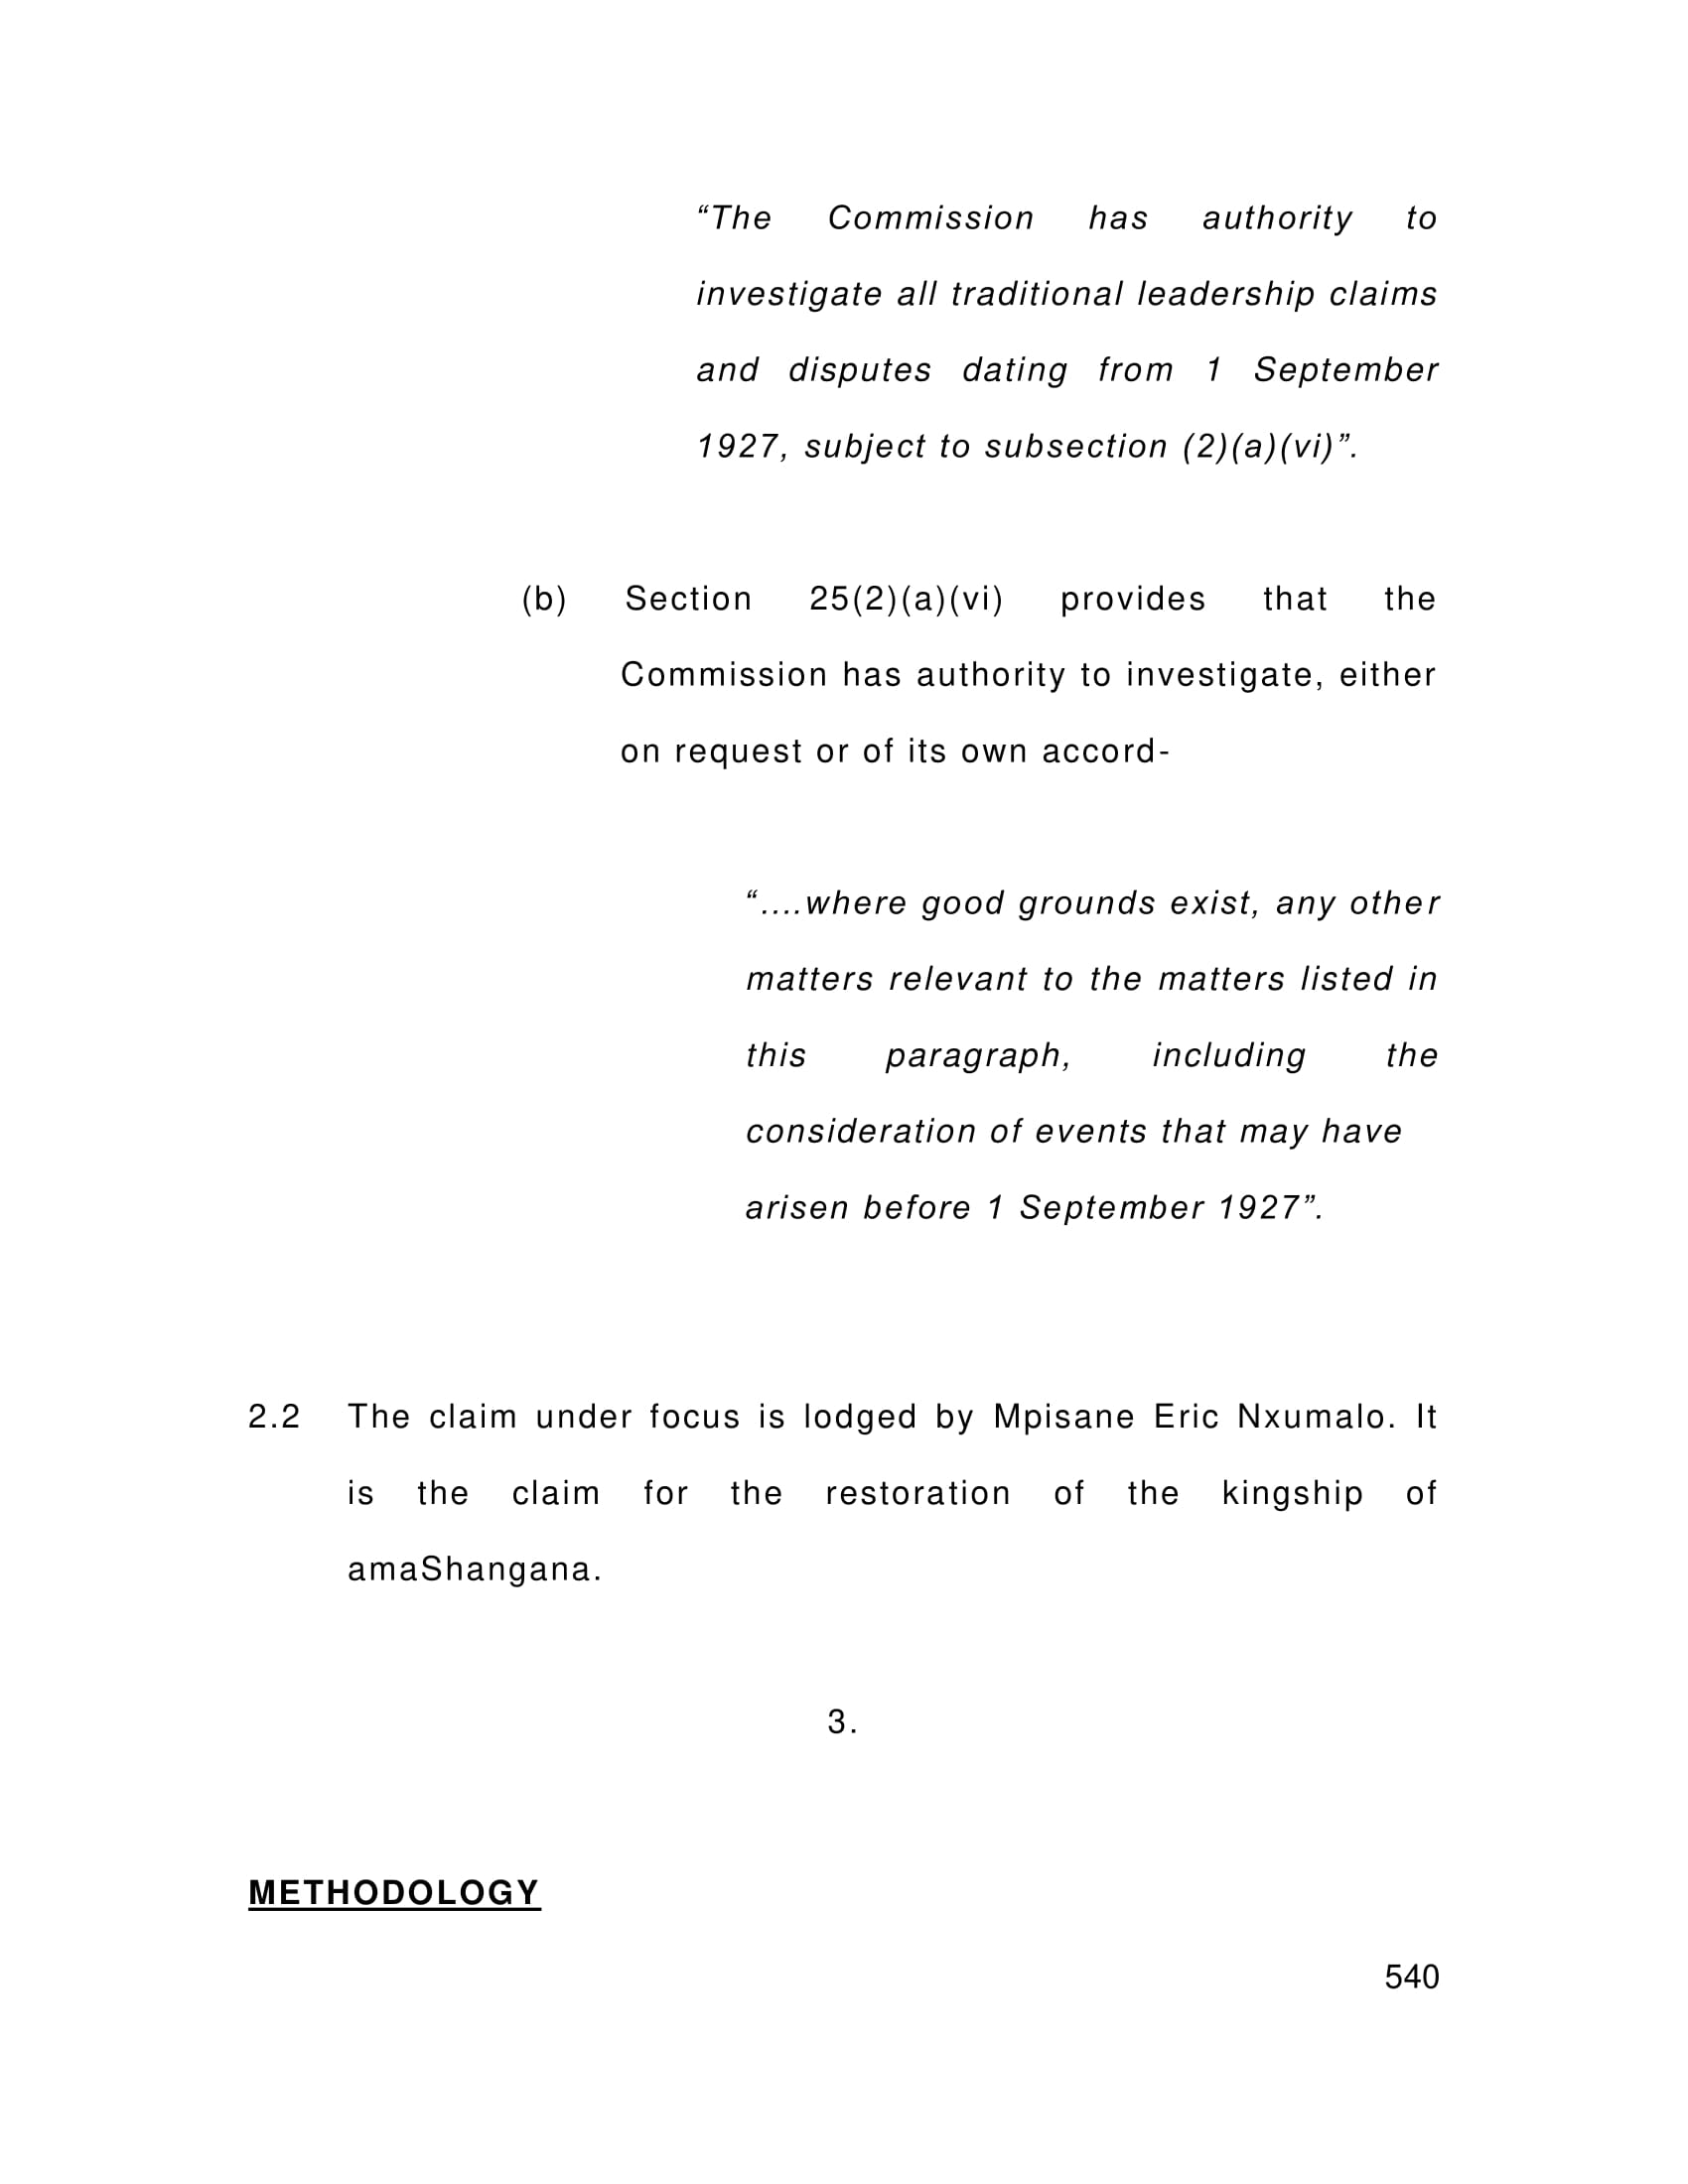 “The Commission has authority to
investigate all traditional leadership claims
and disputes dating from 1 September
1927, subject to subsection (2)(a)(vi)”.
(b) Section 25(2)(a)(vi) provides that the
Commission has authority to investigate, either
on request or of its own accord-
“….where good grounds exist, any other
matters relevant to the matters listed in
this paragraph, including the
consideration of events that may have
arisen before 1 September 1927”.
2.2 The claim under focus is lodged by Mpisane Eric Nxumalo. It
is the claim for the restoration of the kingship of
amaShangana.
3.
METHODOLOGY
540